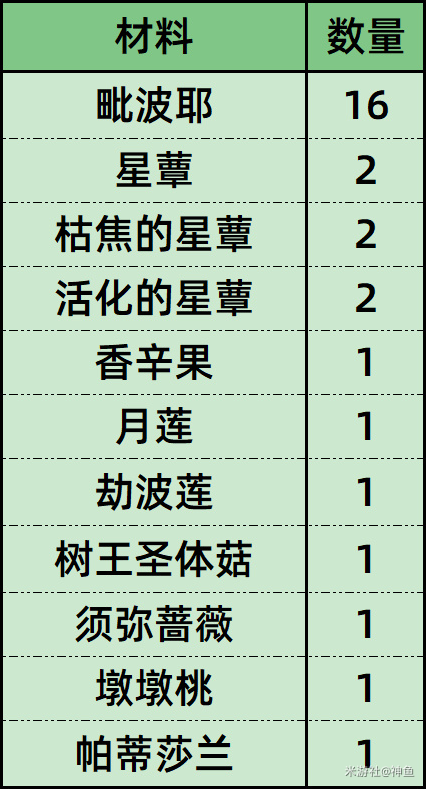 材料 数量
毗波耶 16
星蕈 2
枯焦的星蕈 2
活化的星蕈 2
香辛果 1
月莲 1
劫波莲 1
树王圣体菇 1
须弥蔷薇 1
墩墩桃 1
帕蒂莎兰 1
米游社@神鱼